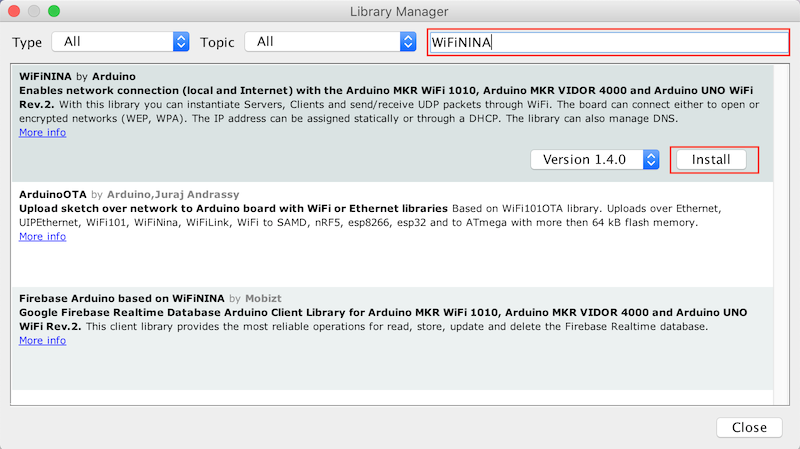 Library Manager
Type All Topic All WiFiNINA
WiFiNINA by Arduino
Enables network connection (local and Internet) with the Arduino MKR WiFi 1010, Arduino MKR VIDOR 4000 and Arduino UNO WiFi
Rev.2. With this library you can instantiate Servers, Clients and send/receive UDP packets through WiFi. The board can connect either to open or
encrypted networks (WEP, WPA). The IP address can be assigned statically or through a DHCP. The library can also manage DNS.
More info
Version 1.4.0 Install
ArduinoOTA by Arduino,Juraj Andrassy
Upload sketch over network to Arduino board with WiFi or Ethernet libraries Based on WiFi101OTA library. Uploads over Ethernet,
UIPEthernet, WiFi101, WiFiNina, WiFiLink, WiFi to SAMD, nRF5, esp8266, esp32 and to ATmega with more then 64 kB flash memory.
More info
Firebase Arduino based on WiFiNINA by Mobizt
Google Firebase Realtime Database Arduino Client Library for Arduino MKR WiFi 1010, Arduino MKR VIDOR 4000 and Arduino UNO
WiFi Rev.2. This client library provides the most reliable operations for read, store, update and delete the Firebase Realtime database.
More info
Close